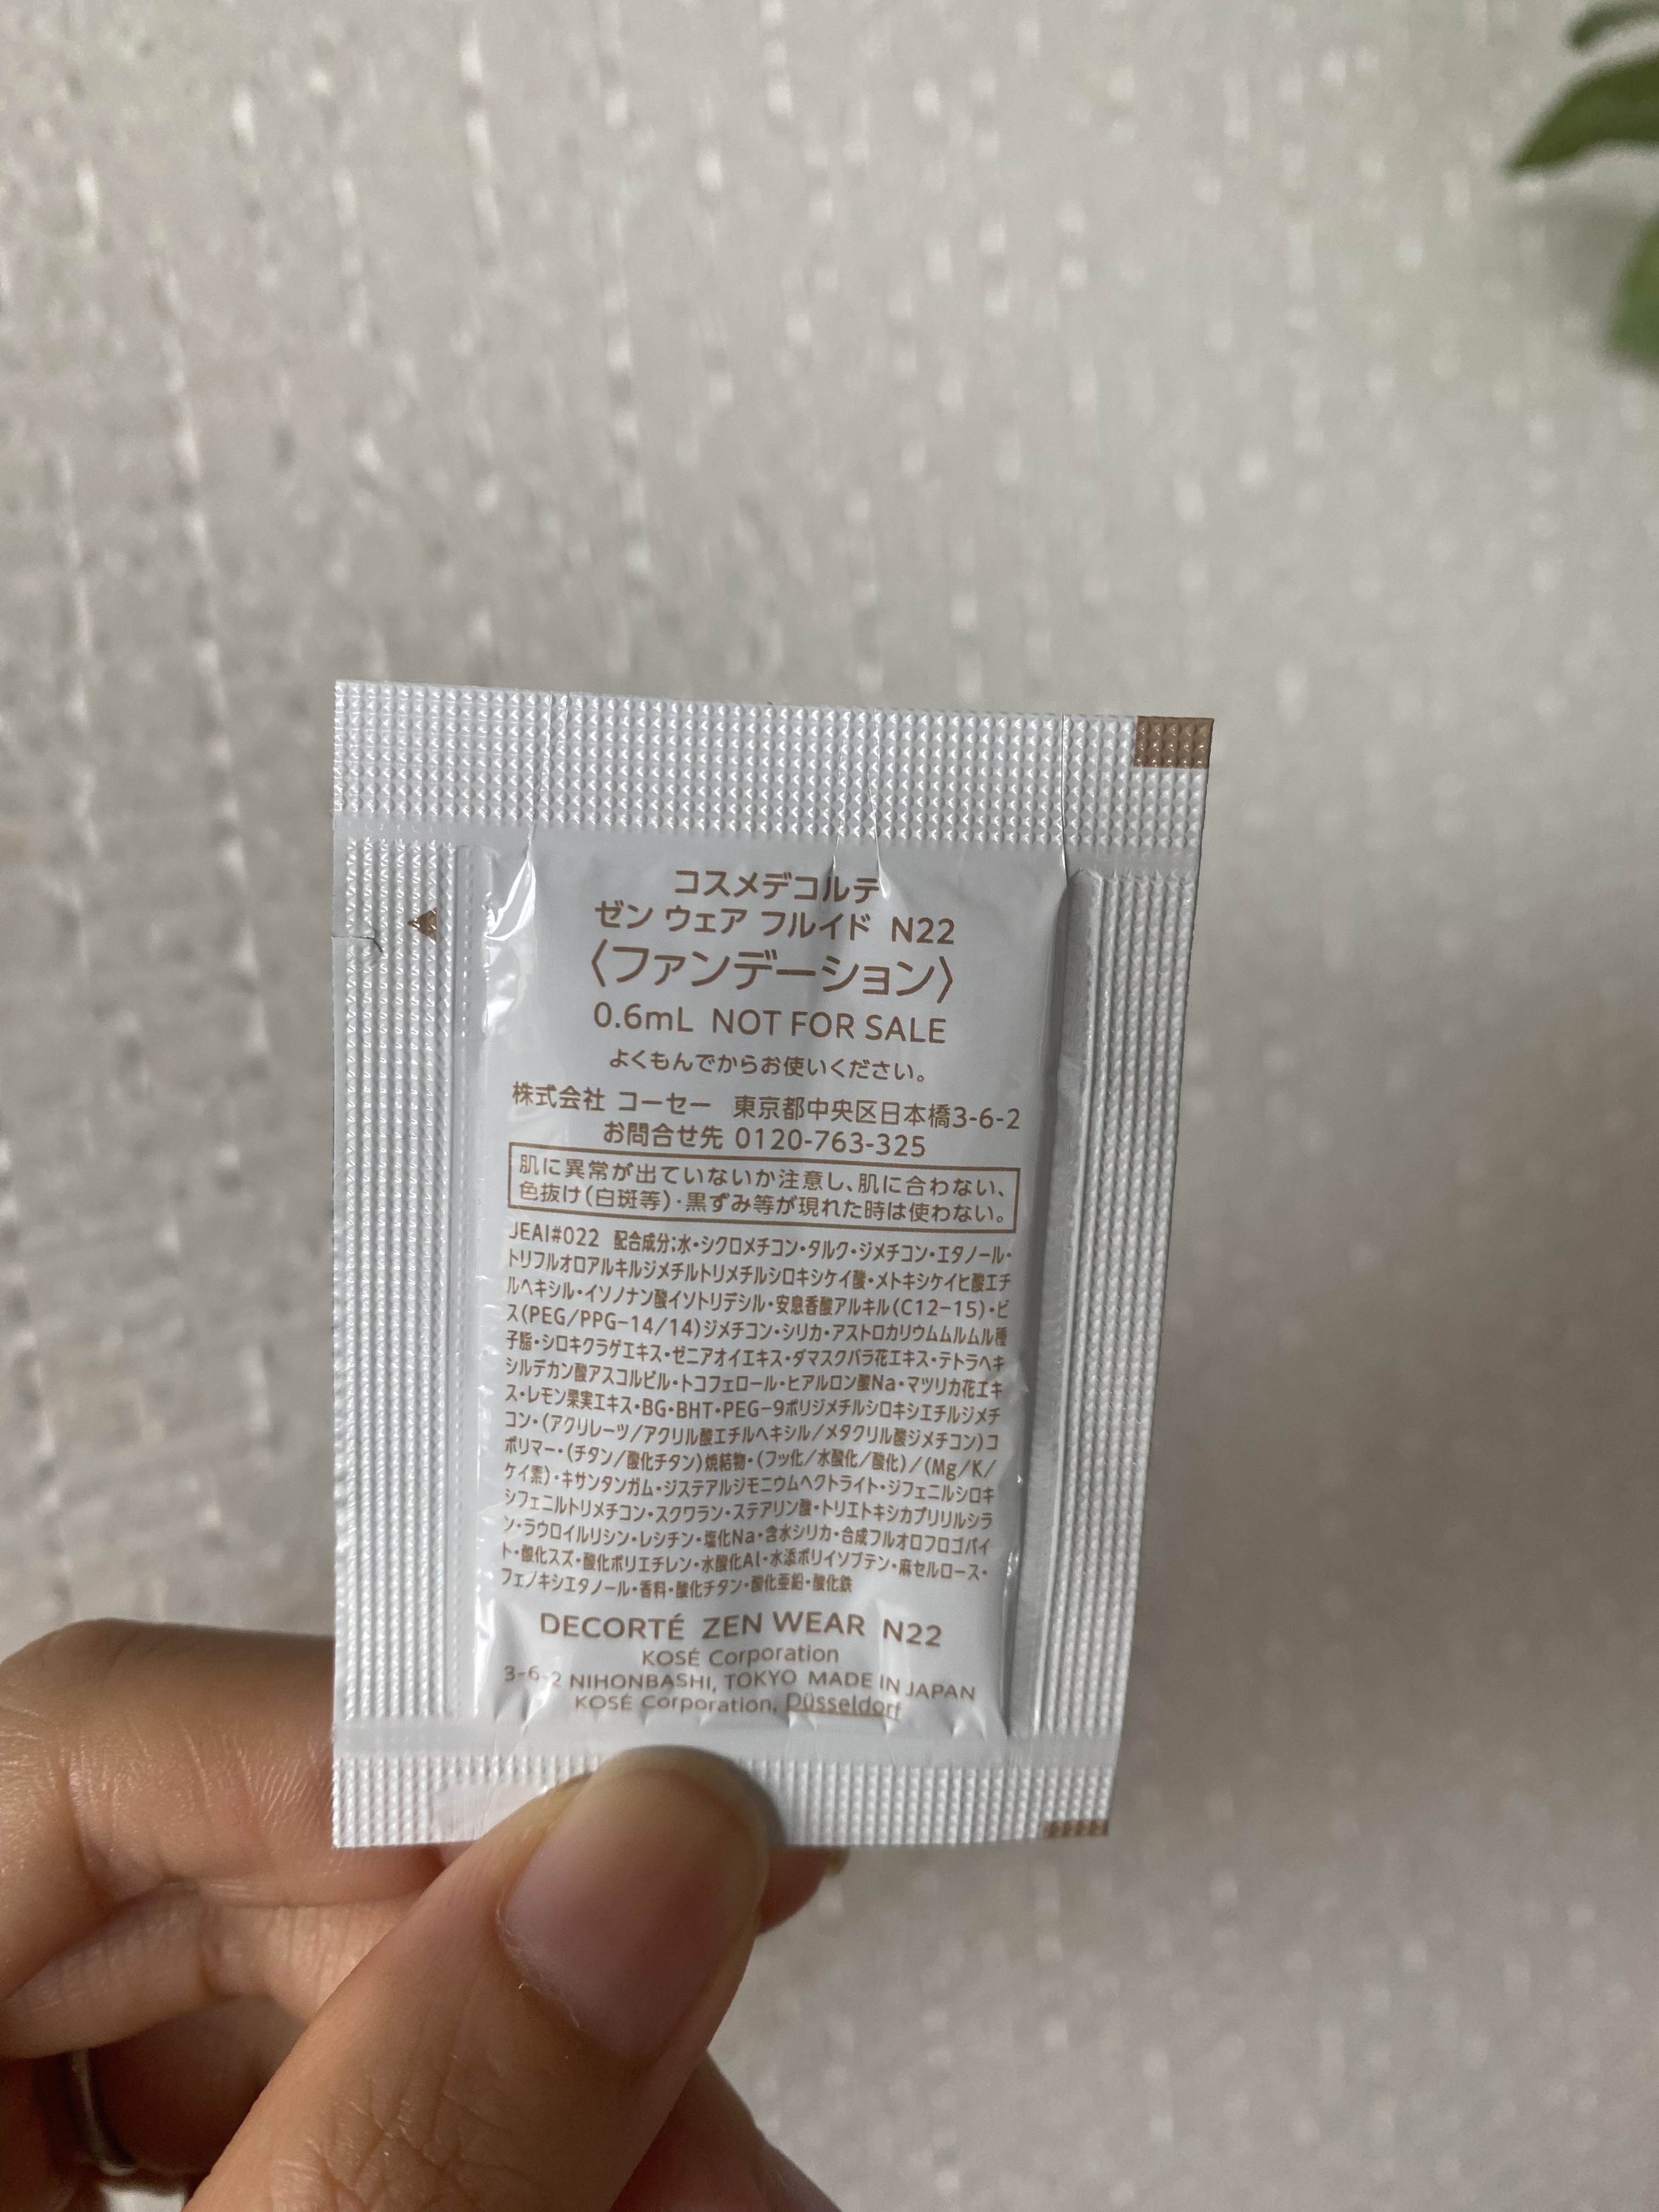 コスメデコルテ
ゼン ウェア フルイド N22
〈ファンデーション〉
0.6mL NOT FOR SALE
よくもんでからお使いください。
株式会社 コーセー 東京都中央区日本橋3-6-2
お問合せ先 0120-763-325
肌に異常が出ていないか注意し、肌に合わない、
色抜け(白斑等)・黒ずみ等が現れた時は使わない。
JEAI#022 配合成分;水・シクロメチコン・タルク・ジメチコン・エタノール・
トリフルオロアルキルジメチルトリメチルシロキシケイ酸・メトキシケイヒ酸エチ
ルヘキシル・イソノナン酸イソトリデシル・安息香酸アルキル(C12-15)・ビ
ス(PEG/PPG-14/14)ジメチコン・シリカ・アストロカリウムムルムル種
子脂・シロキクラゲエキス・ゼニアオイエキス・ダマスクバラ花エキス・テトラヘキ
シルデカン酸アスコルビル・トコフェロール・ヒアルロン酸Na・マツリカ花エキ
ス・レモン果実エキス・BG・BHT・PEG-9ポリジメチルシロキシエチルジメチ
コン・(アクリレーツ/アクリル酸エチルヘキシル/メタクリル酸ジメチコン)コ
ポリマー・(チタン/酸化チタン)焼結物・(フッ化/水酸化/酸化)/(Mg/K/
ケイ素)・キサンタンガム・ジステアルジモニウムヘクトライト・ジフェニルシロキ
シフェニルトリメチコン・スクワラン・ステアリン酸・トリエトキシカプリリルシラ
ン・ラウロイルリシン・レシチン・塩化Na・含水シリカ・合成フルオロフロゴパイ
ト・酸化スズ・酸化ポリエチレン・水酸化Al・水添ポリイソブテン・麻セルロース・
フェノキシエタノール・香料・酸化チタン・酸化亜鉛・酸化鉄
DECORTÉ ZEN WEAR N22
KOSÉ Corporation
3-6-2 NIHONBASHI, TOKYO MADE IN JAPAN
KOSÉ Corporation, Düsseldorf